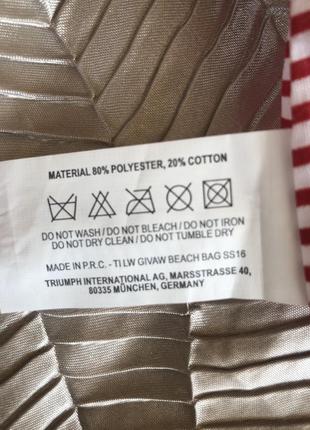 MATERIAL 80% POLYESTER, 20% COTTON
DO NOT WASH / DO NOT BLEACH / DO NOT IRON
DO NOT DRY CLEAN / DO NOT TUMBLE DRY
MADE IN P.R.C. - TI LW GIVAW BEACH BAG SS16
TRIUMPH INTERNATIONAL AG, MARSSTRASSE 40,
80335 MÜNCHEN, GERMANY